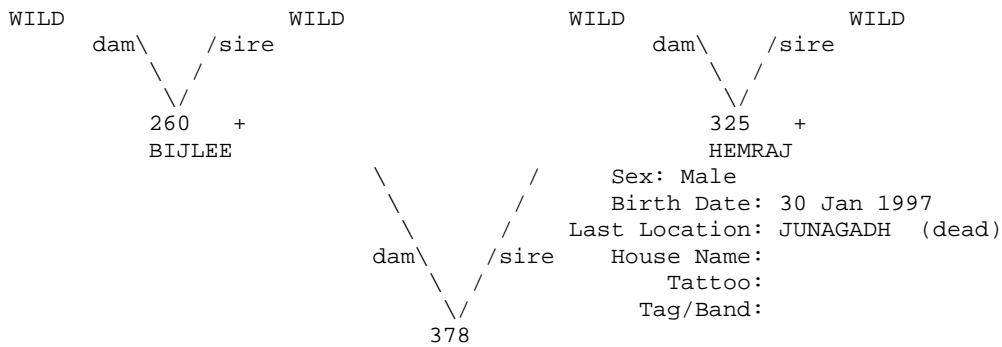 WILD WILD WILD WILD
dam\ /sire dam\ /sire
\ / \ /
\/ \/
260 + 325 +
BIJLEE HEMRAJ
\ / Sex: Male
\ / Birth Date: 30 Jan 1997
\ / Last Location: JUNAGADH (dead)
dam\ /sire House Name:
\ / Tattoo:
\/ Tag/Band:
378